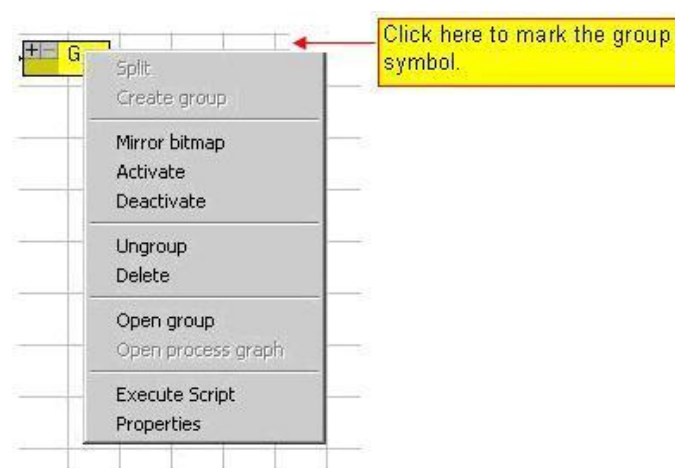 Click here to mark the group
symbol.
G
Split
Create group
Mirror bitmap
Activate
Deactivate
Ungroup
Delete
Open group
Open process graph
Execute Script
Properties